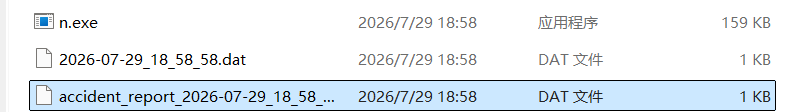 n.exe 2026/7/29 18:58 应用程序 159 KB
2026-07-29_18_58_58.dat 2026/7/29 18:58 DAT 文件 1 KB
accident_report_2026-07-29_18_58_... 2026/7/29 18:58 DAT 文件 1 KB